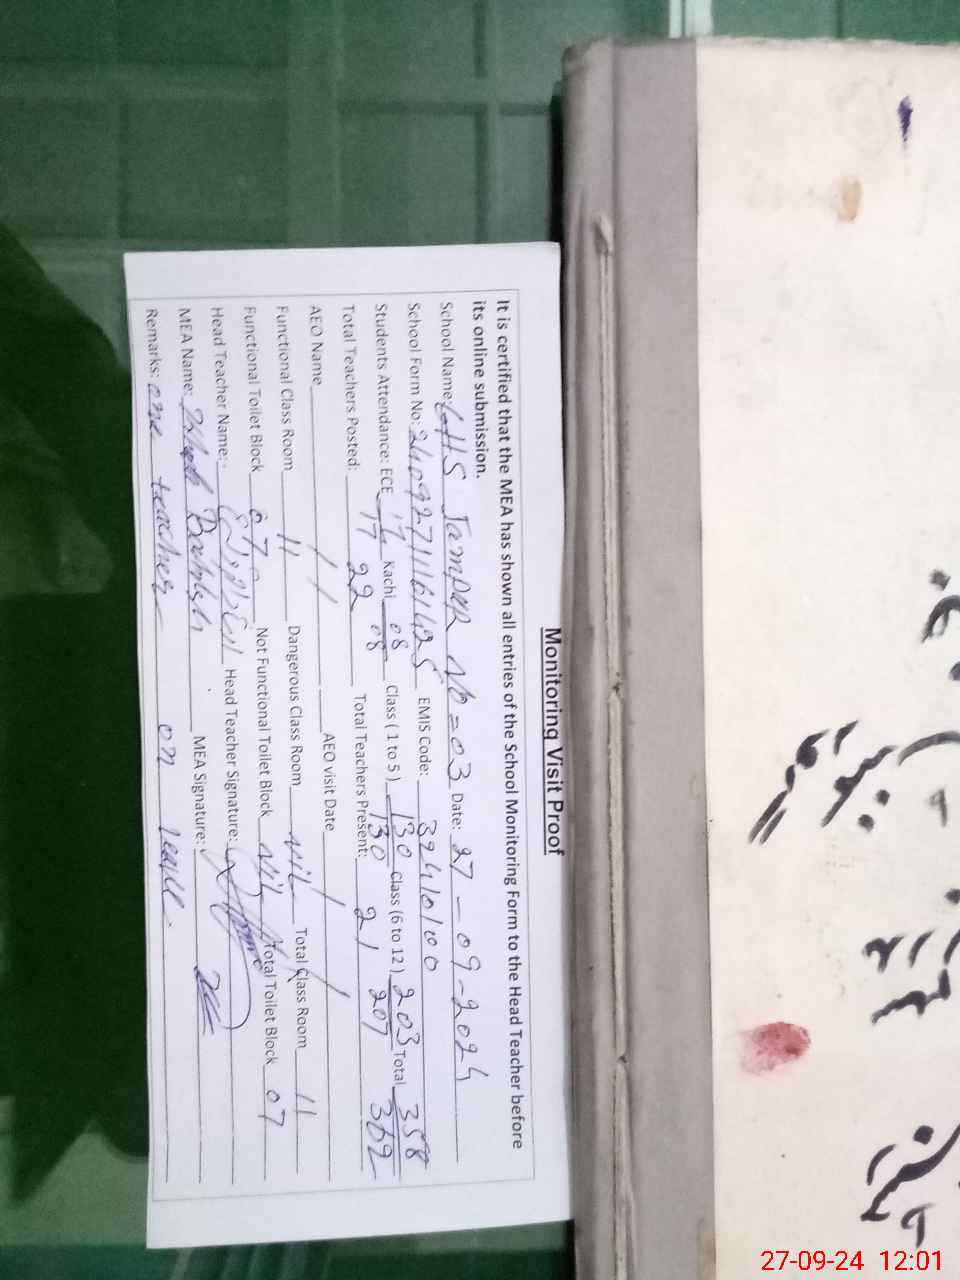 Monitoring Visit Proof
It is certified that the MEA has shown all entries of the School Monitoring Form to the Head Teacher before
its online submission.
School Name: GHS Jampur No = 03 Date: 27-09-2024
School Form No: EMIS Code: 32410100
Students Attendance: ECE 17 Kachi 08/08 Class (1 to 5) 130/130 Class (6 to 12) 203/207 Total 358/362
Total Teachers Posted: 22 Total Teachers Present: 21
AEO Name // AEO visit Date / /
Functional Class Room 11 Dangerous Class Room Nil Total Class Room 11
Functional Toilet Block 07 Not Functional Toilet Block Nil Total Toilet Block 07
Head Teacher Name: Head Teacher Signature:
MEA Name: MEA Signature:
Remarks: one teacher on leave.
27-09-24 12:01